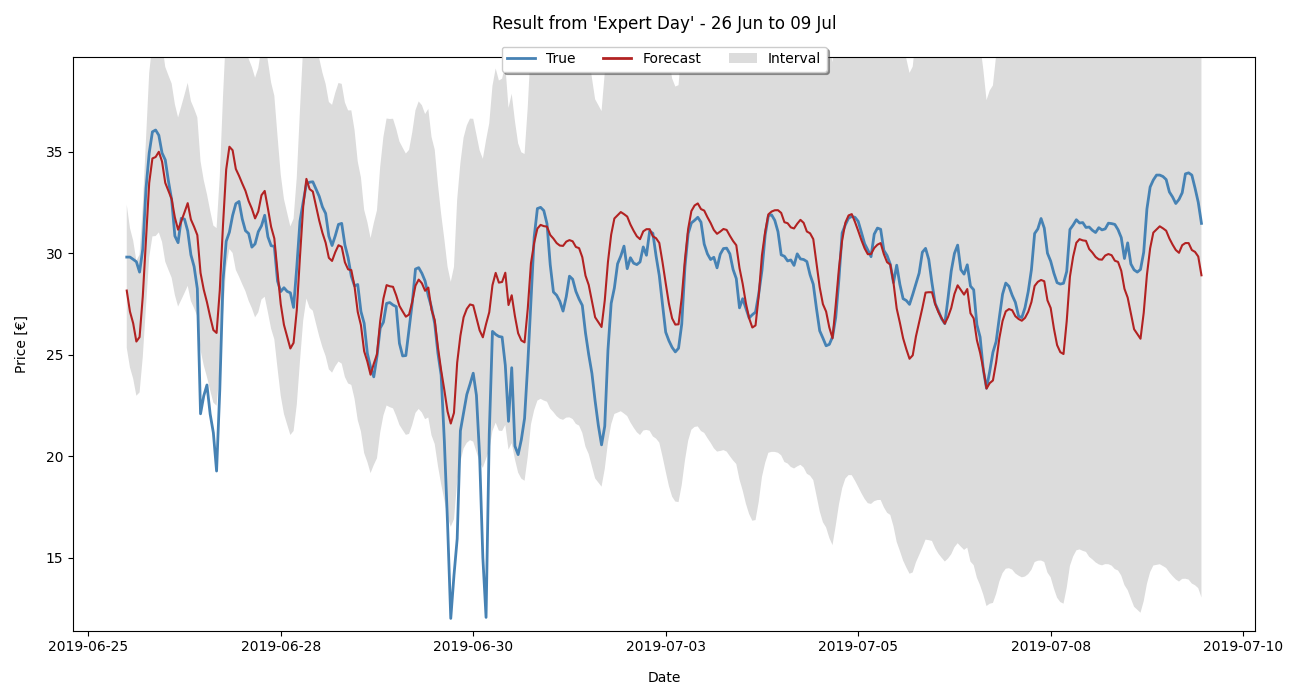 Result from 'Expert Day' - 26 Jun to 09 Jul
True Forecast Interval
35
30
25
20
15
Price [€]
2019-06-25 2019-06-28 2019-06-30 2019-07-03 2019-07-05 2019-07-08 2019-07-10
Date